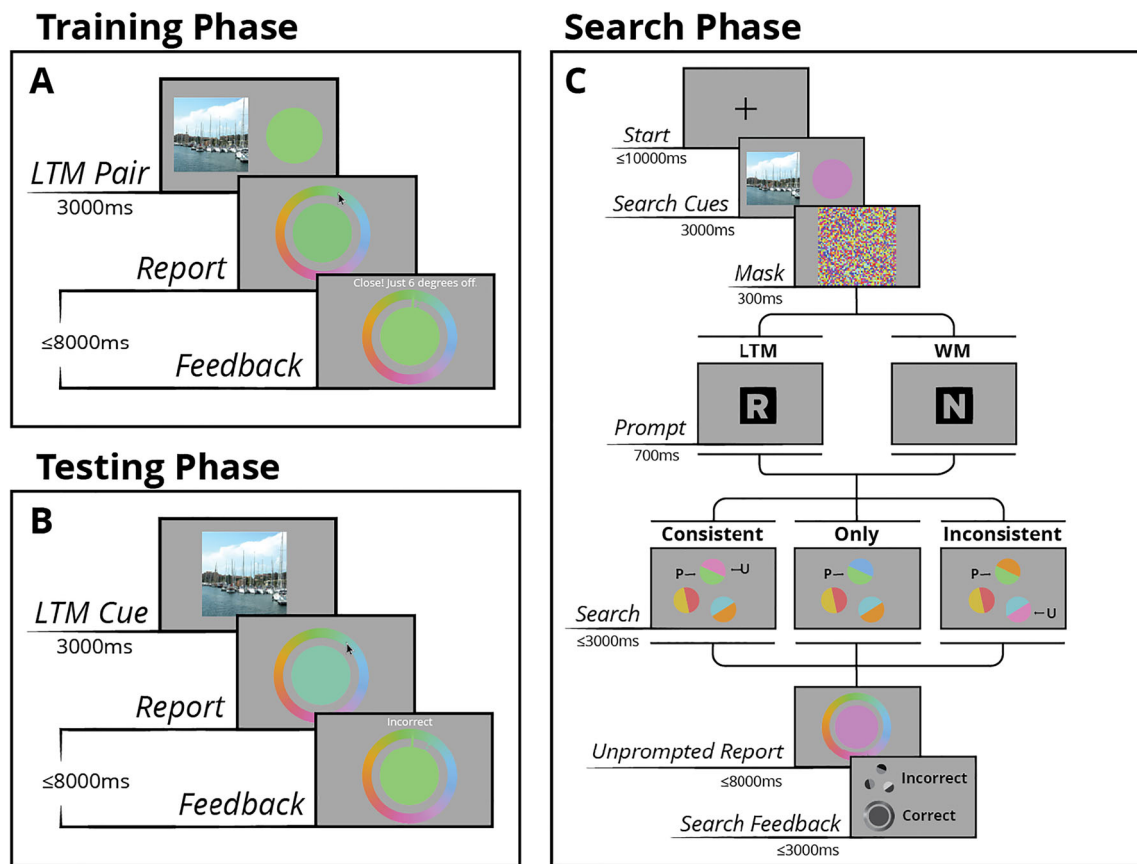 Training Phase
A
LTM Pair
3000ms
Report
Close! Just 6 degrees off.
≤8000ms
Feedback
Testing Phase
B
LTM Cue
3000ms
Report
Incorrect
≤8000ms
Feedback
Search Phase
C
Start
≤10000ms
Search Cues
3000ms
Mask
300ms
LTM WM
R N
Prompt
700ms
Consistent Only Inconsistent
P U P P U
Search
≤3000ms
Unprompted Report
≤8000ms
Incorrect
Correct
Search Feedback
≤3000ms